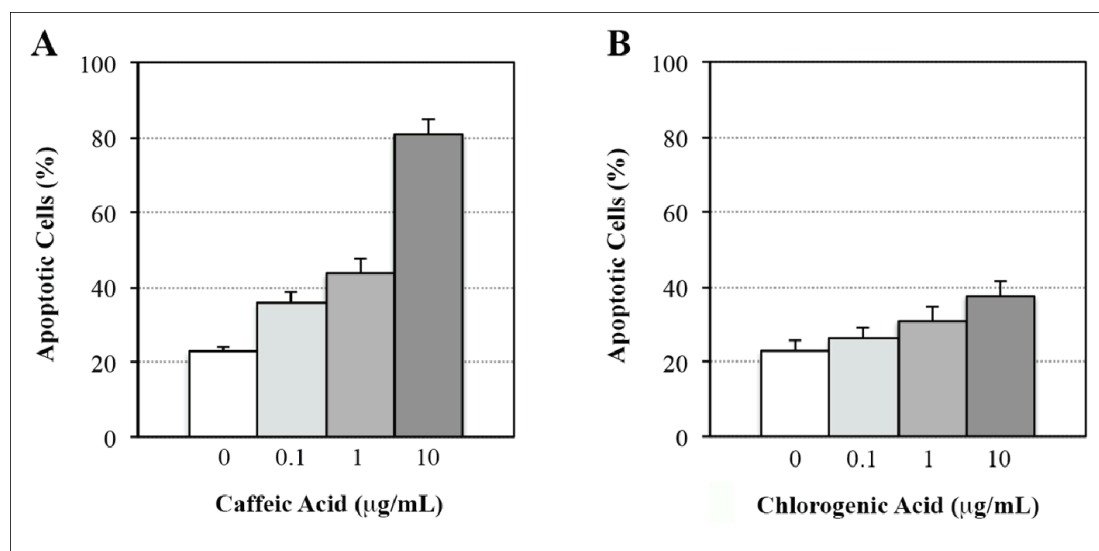 A
Apoptotic Cells (%)
100
80
60
40
20
0
0 0.1 1 10
Caffeic Acid (μg/mL)
B
Apoptotic Cells (%)
100
80
60
40
20
0
0 0.1 1 10
Chlorogenic Acid (μg/mL)